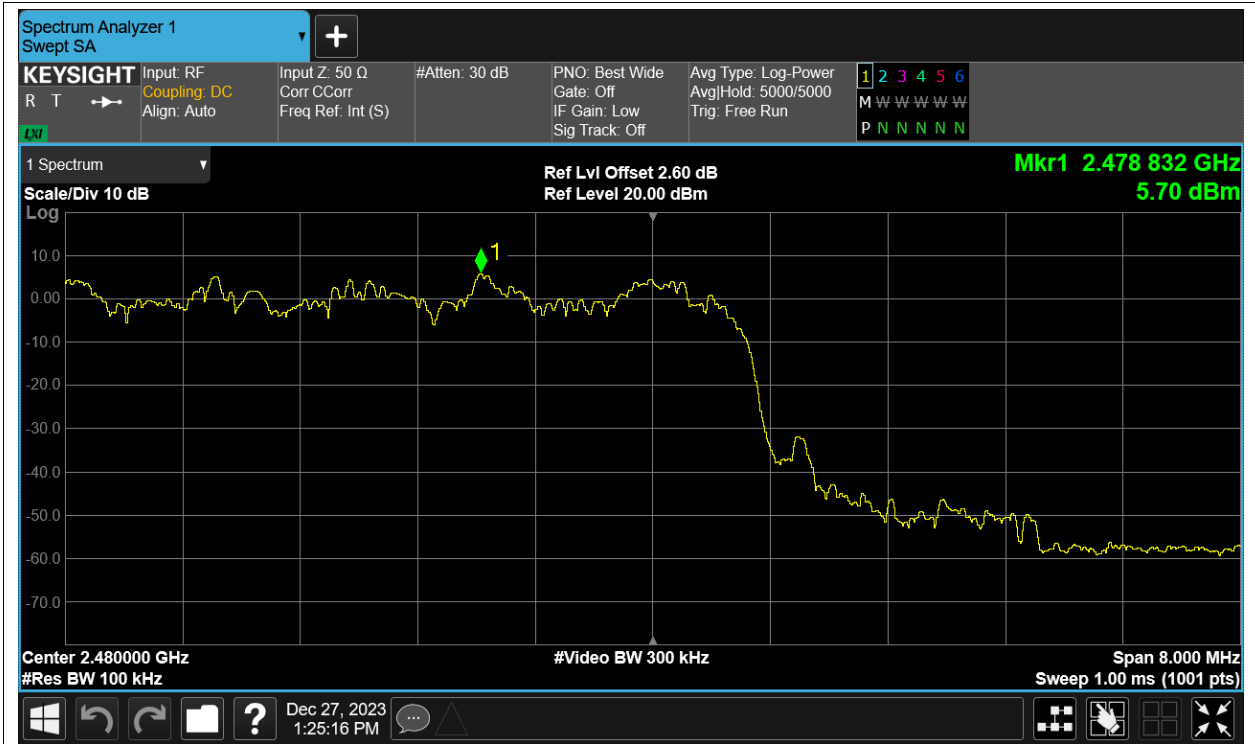 Spectrum Analyzer 1
Swept SA
KEYSIGHT
R T
LXI
Input: RF
Coupling: DC
Align: Auto
Input Z: 50 Ω
Corr CCorr
Freq Ref: Int (S)
#Atten: 30 dB
PNO: Best Wide
Gate: Off
IF Gain: Low
Sig Track: Off
Avg Type: Log-Power
Avg|Hold: 5000/5000
Trig: Free Run
1 2 3 4 5 6
M W W W W W
P N N N N N
1 Spectrum
Scale/Div 10 dB
Log
Ref Lvl Offset 2.60 dB
Ref Level 20.00 dBm
Mkr1 2.478 832 GHz
5.70 dBm
1
10.0
0.00
-10.0
-20.0
-30.0
-40.0
-50.0
-60.0
-70.0
Center 2.480000 GHz
#Res BW 100 kHz
#Video BW 300 kHz
Span 8.000 MHz
Sweep 1.00 ms (1001 pts)
?
Dec 27, 2023
1:25:16 PM